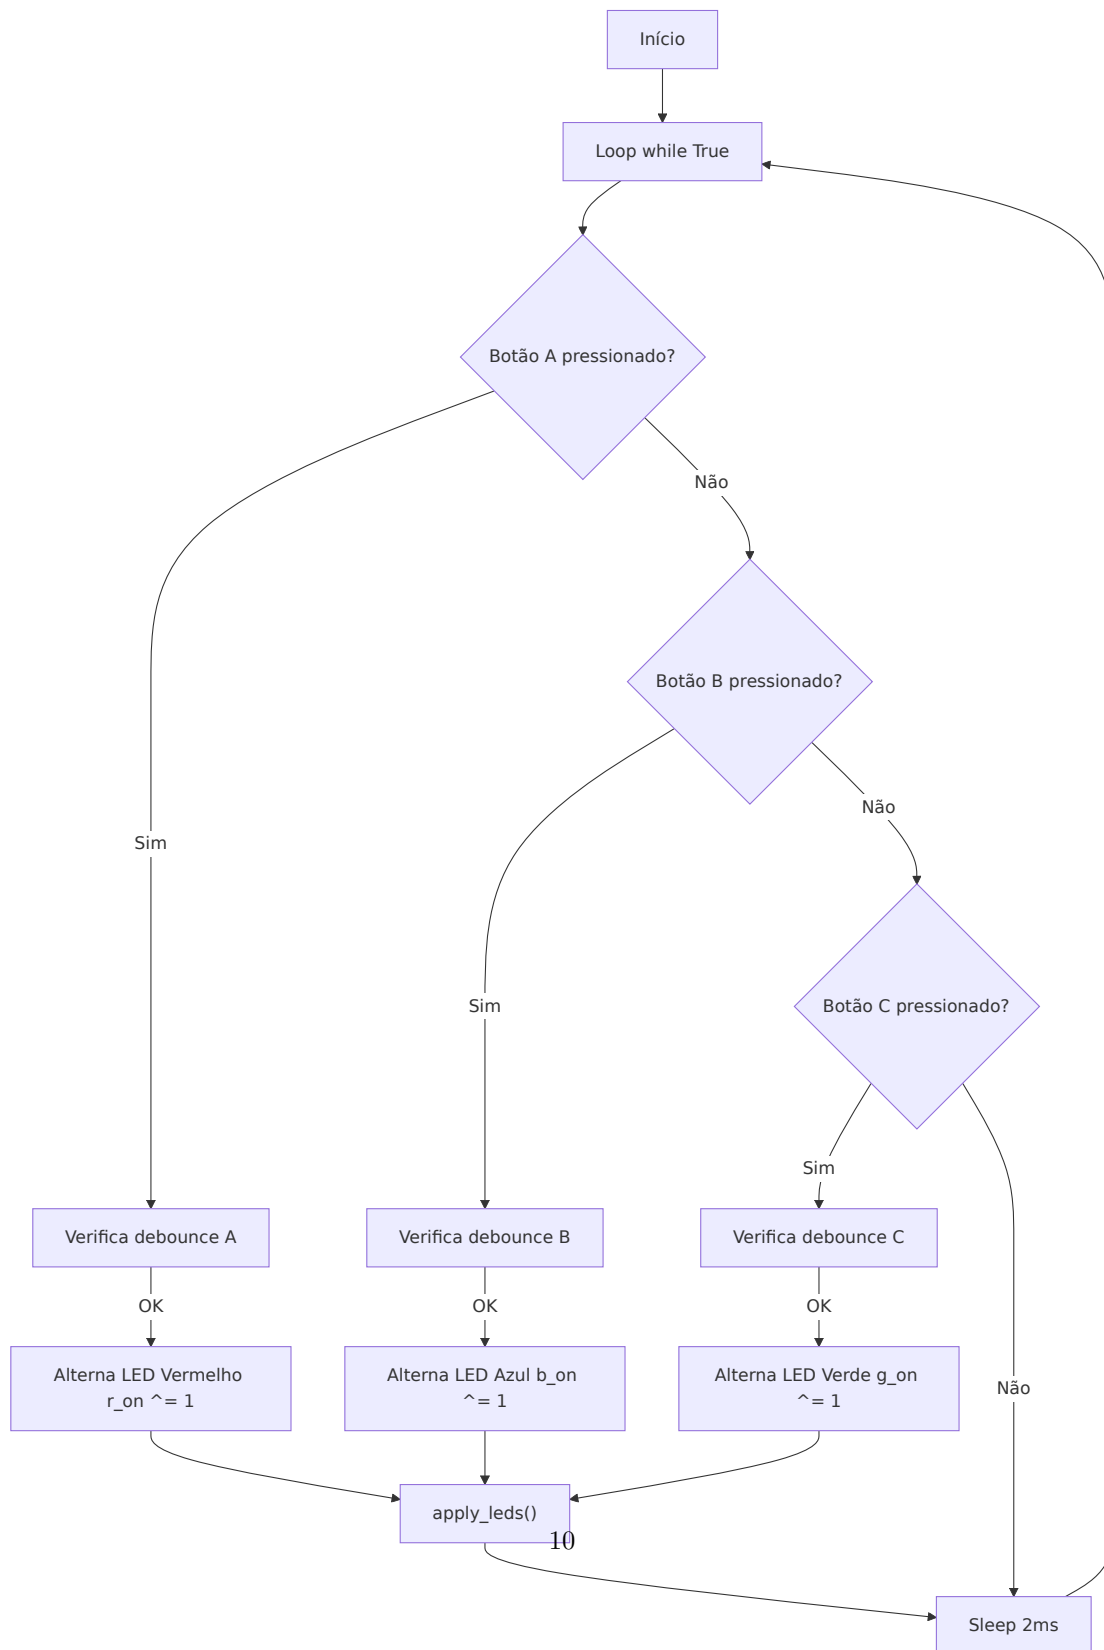 Início
Loop while True
Botão A pressionado?
Não
Botão B pressionado?
Não
Sim
Sim
Botão C pressionado?
Sim
Verifica debounce A
Verifica debounce B
Verifica debounce C
OK
OK
OK
Alterna LED Vermelho
r_on ^= 1
Alterna LED Azul b_on
^= 1
Alterna LED Verde g_on
^= 1
Não
apply_leds()
10
Sleep 2ms